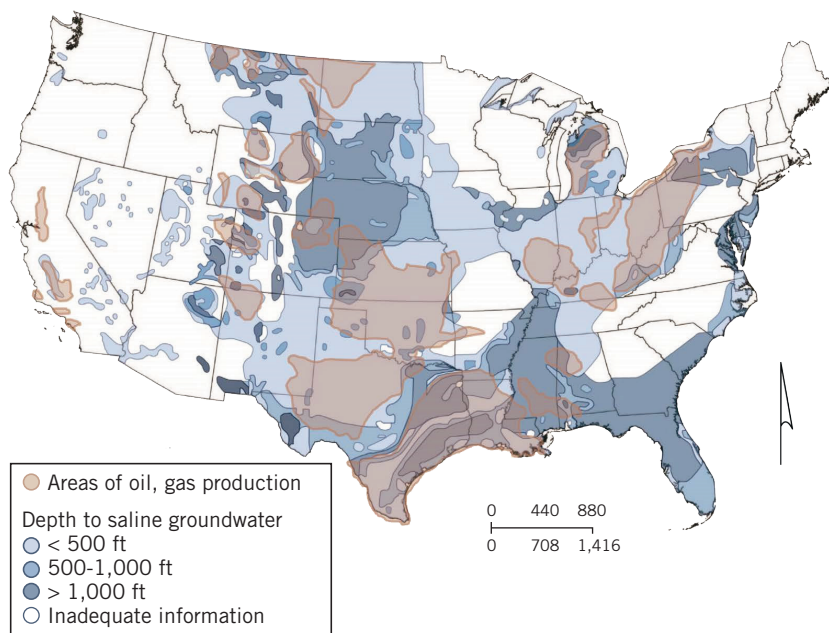 Areas of oil, gas production
Depth to saline groundwater
< 500 ft
500-1,000 ft
> 1,000 ft
Inadequate information
0 440 880
0 708 1,416